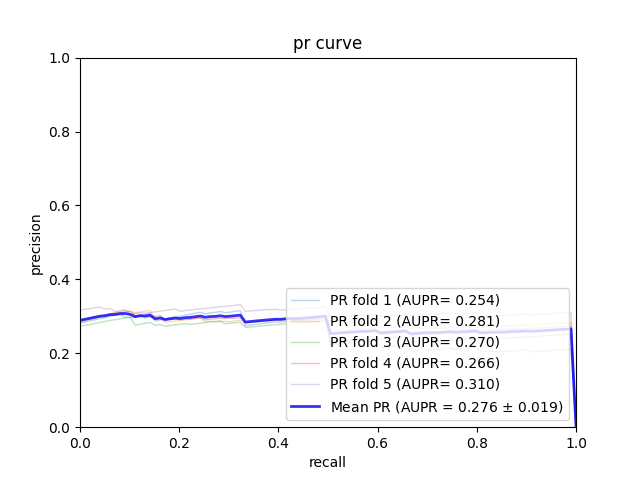 pr curve
1.0
0.8
0.6
0.4
0.2
0.0
precision
PR fold 1 (AUPR= 0.254)
PR fold 2 (AUPR= 0.281)
PR fold 3 (AUPR= 0.270)
PR fold 4 (AUPR= 0.266)
PR fold 5 (AUPR= 0.310)
Mean PR (AUPR = 0.276 ± 0.019)
0.0 0.2 0.4 0.6 0.8 1.0
recall